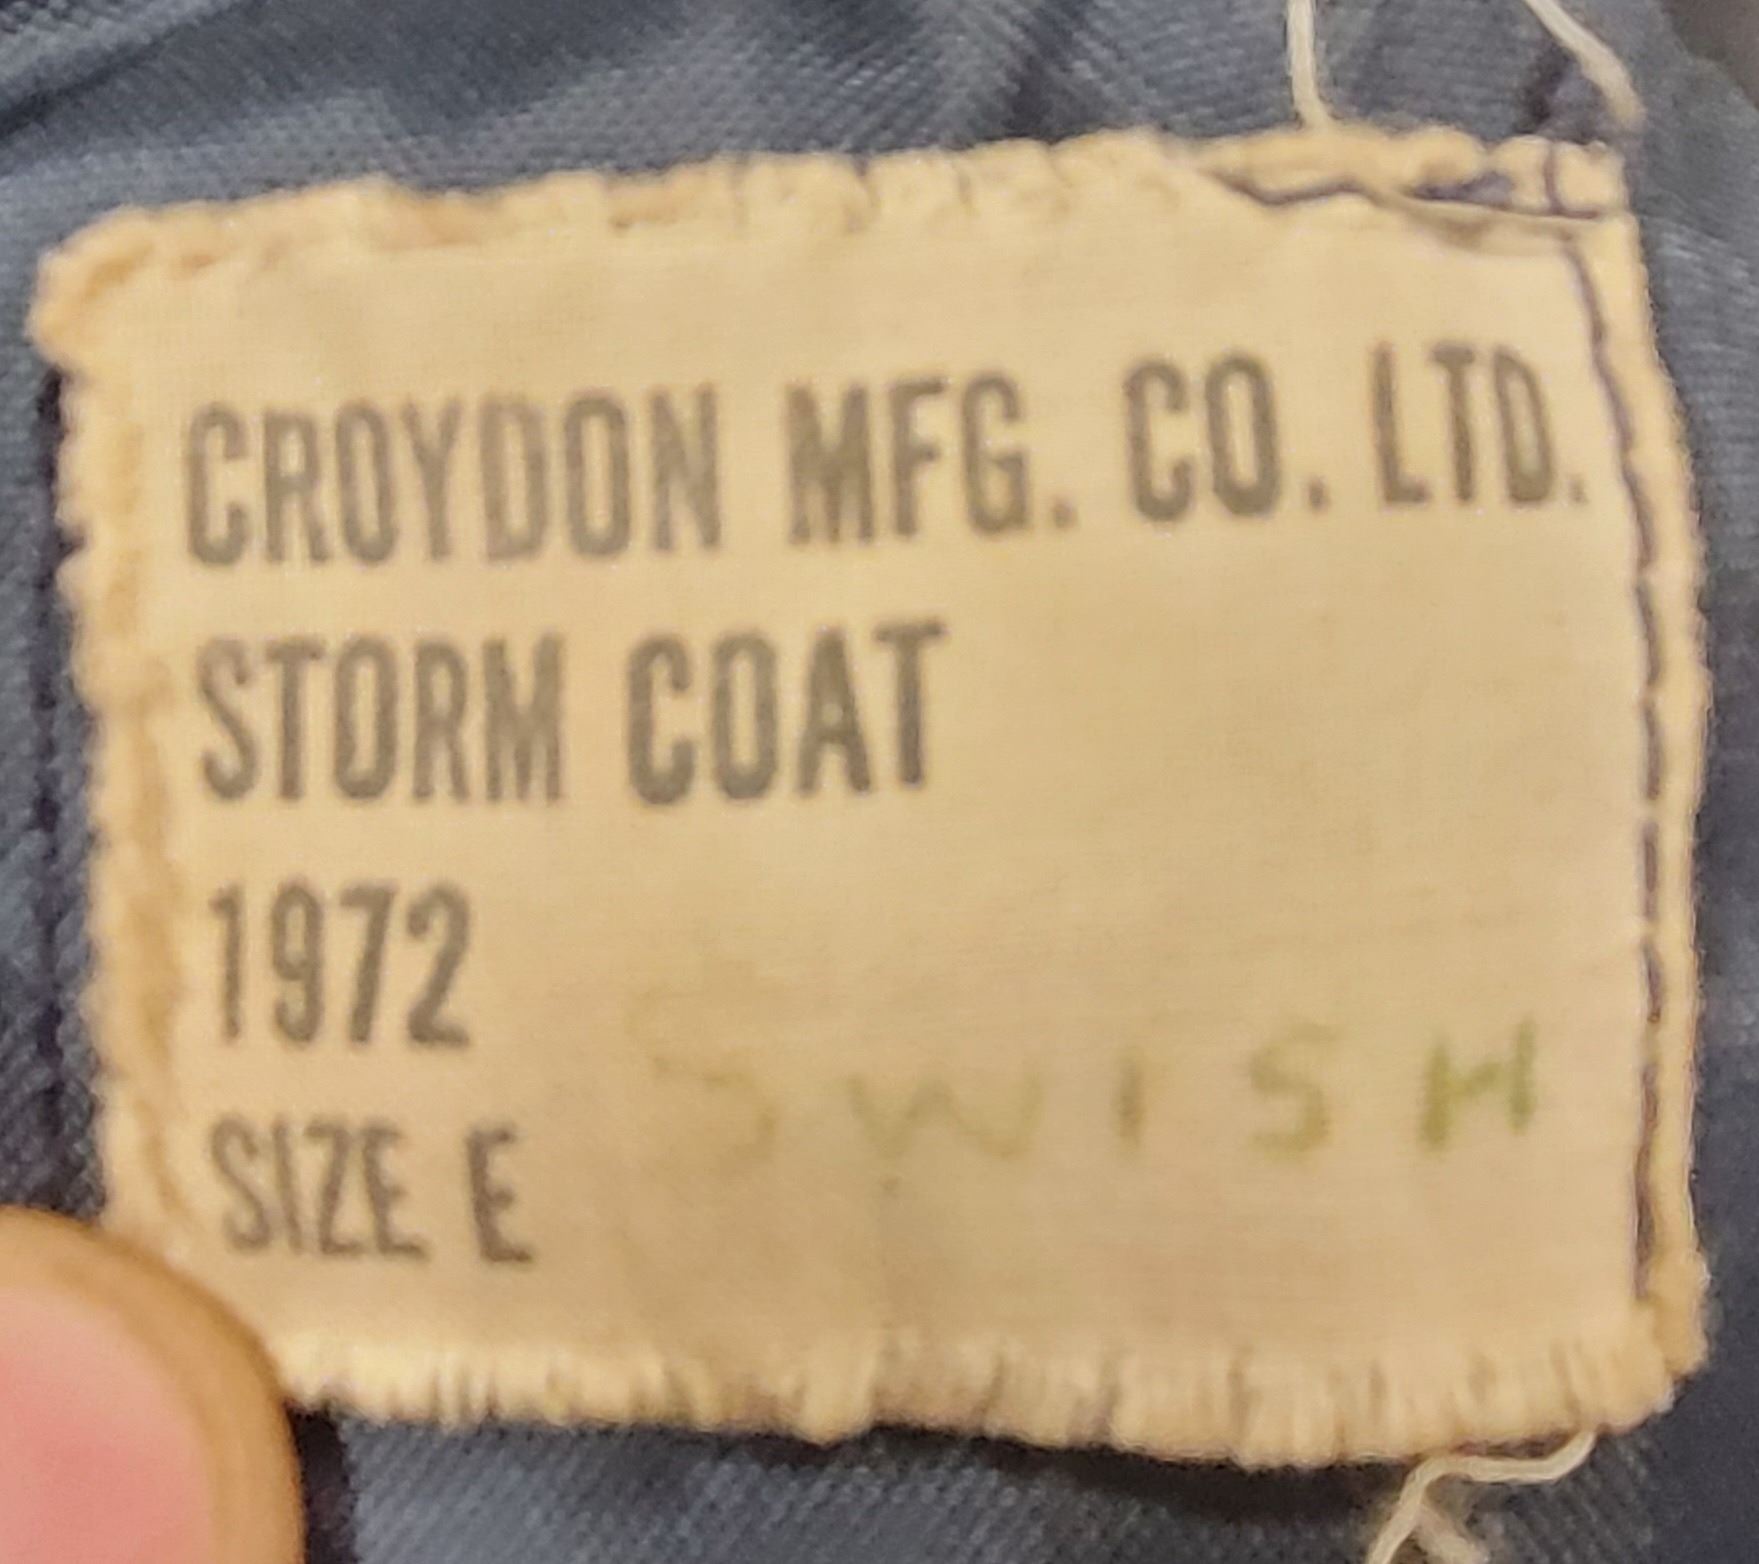 CROYDON MFG. CO. LTD.
STORM COAT
1972
SWISH
SIZE E